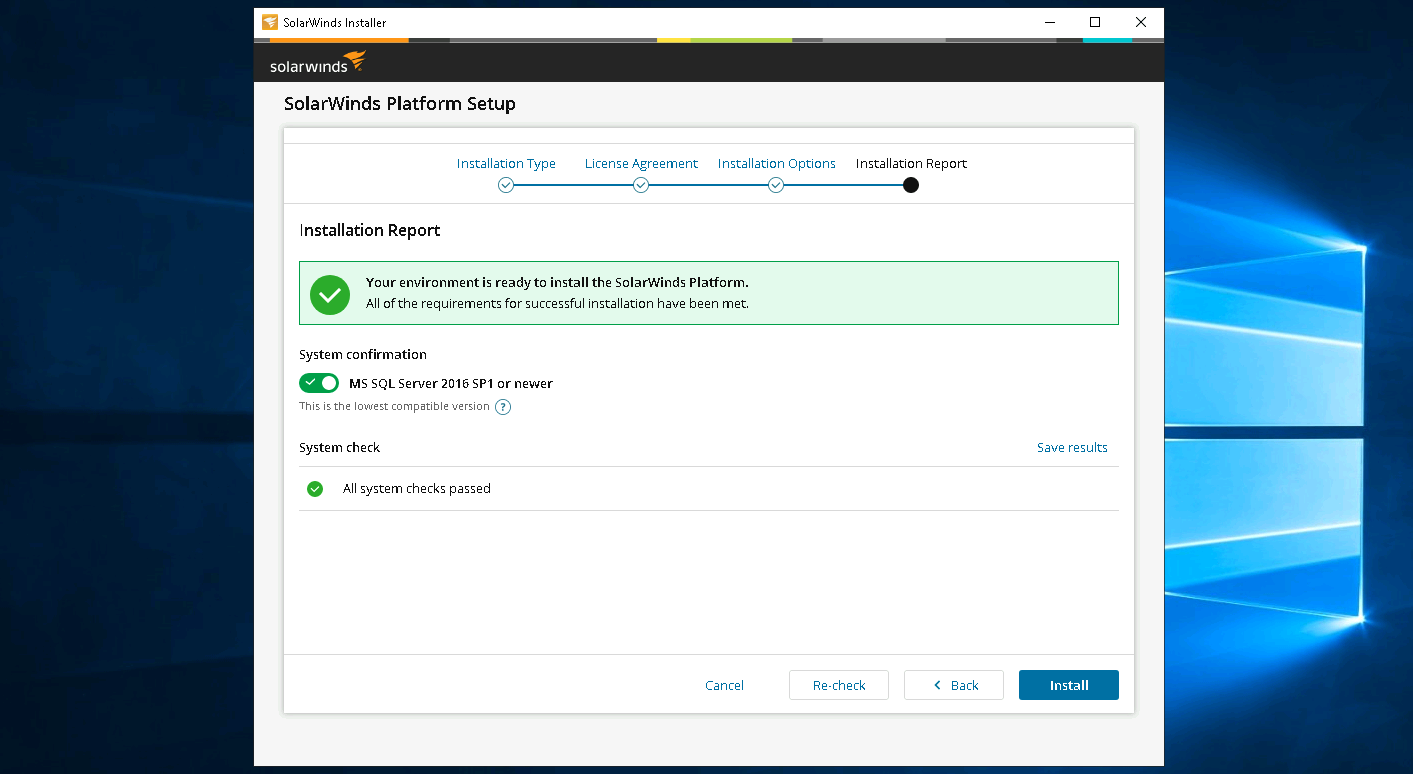 SolarWinds Installer
solarwinds
SolarWinds Platform Setup
Installation Type
License Agreement
Installation Options
Installation Report
Installation Report
Your environment is ready to install the SolarWinds Platform.
All of the requirements for successful installation have been met.
System confirmation
MS SQL Server 2016 SP1 or newer
This is the lowest compatible version ?
System check
Save results
All system checks passed
Cancel
Re-check
Back
Install